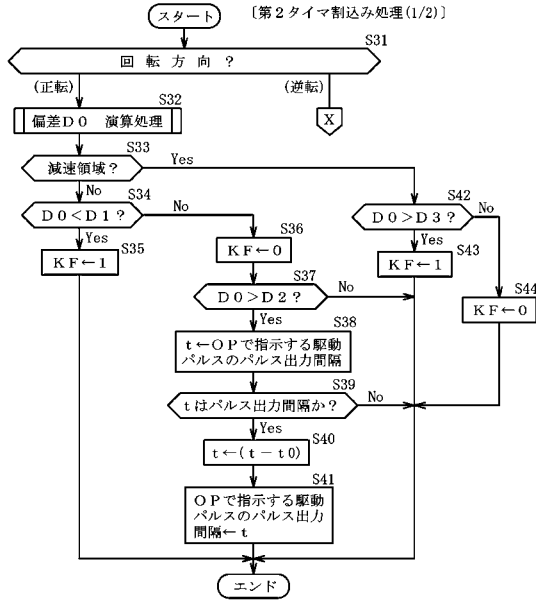 スタート
〔第２タイマ割込み処理(1/2)〕
S31
回転方向？
(正転)
(逆転)
S32
X
偏差Ｄ０　演算処理
S33
減速領域？
Yes
No
S34
S42
Ｄ０＜Ｄ１？
No
Ｄ０＞Ｄ３？
No
Yes
S35
S36
Yes
S43
ＫＦ←１
ＫＦ←０
ＫＦ←１
S37
S44
Ｄ０＞Ｄ２？
No
ＫＦ←０
Yes
S38
ｔ←ＯＰで指示する駆動
パルスのパルス出力間隔
S39
ｔはパルス出力間隔か？
No
Yes
S40
ｔ←(ｔ－ｔ０)
S41
ＯＰで指示する駆動
パルスのパルス出力
間隔←ｔ
エンド